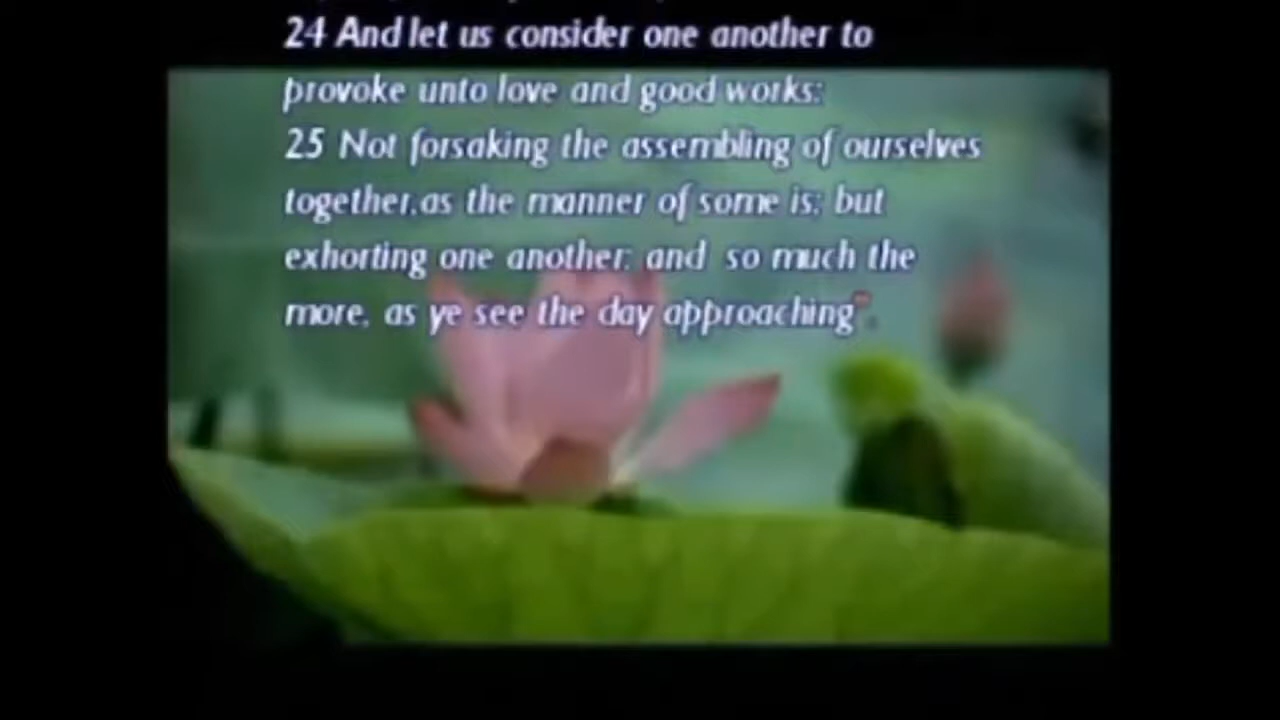 24 And let us consider one another to
provoke unto love and good works:
25 Not forsaking the assembling of ourselves
together,as the manner of some is; but
exhorting one another: and so much the
more, as ye see the day approaching".